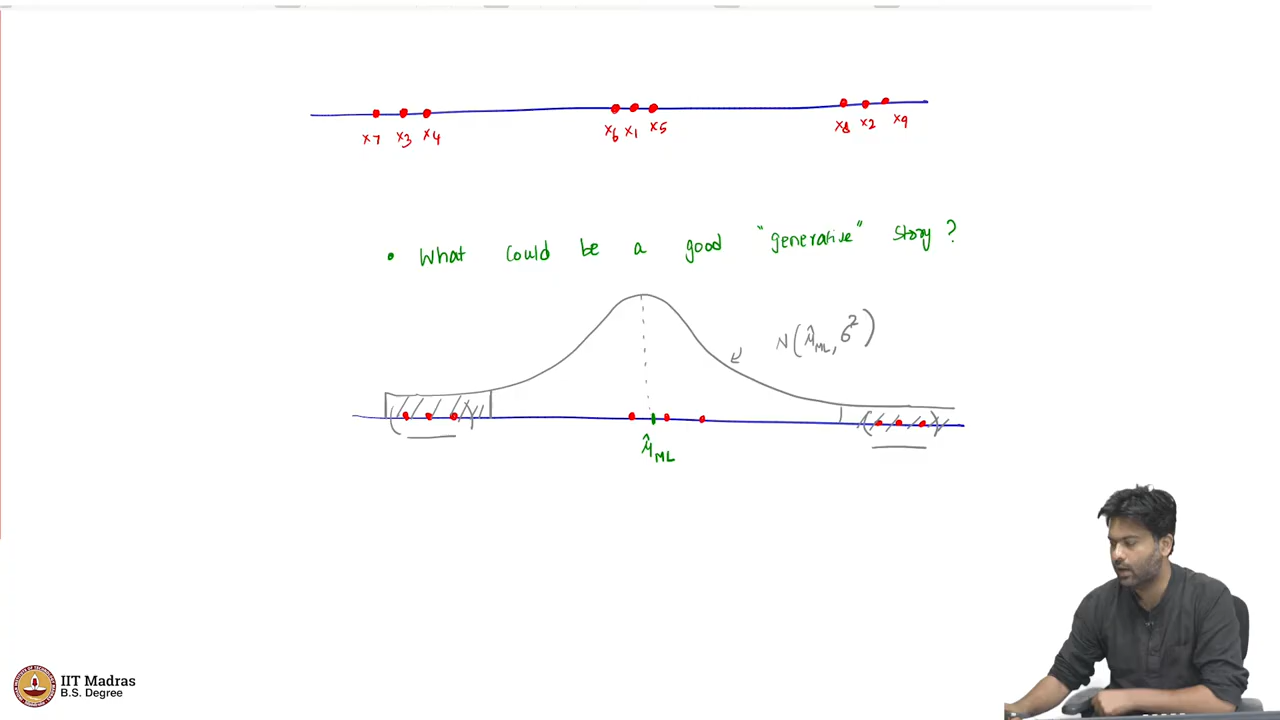 x7 x3 x4 x6 x1 x5 x8 x2 x9
• What could be a good "generative" story?
N(μ̂ML, σ²)
μ̂ML
IIT Madras
B.S. Degree